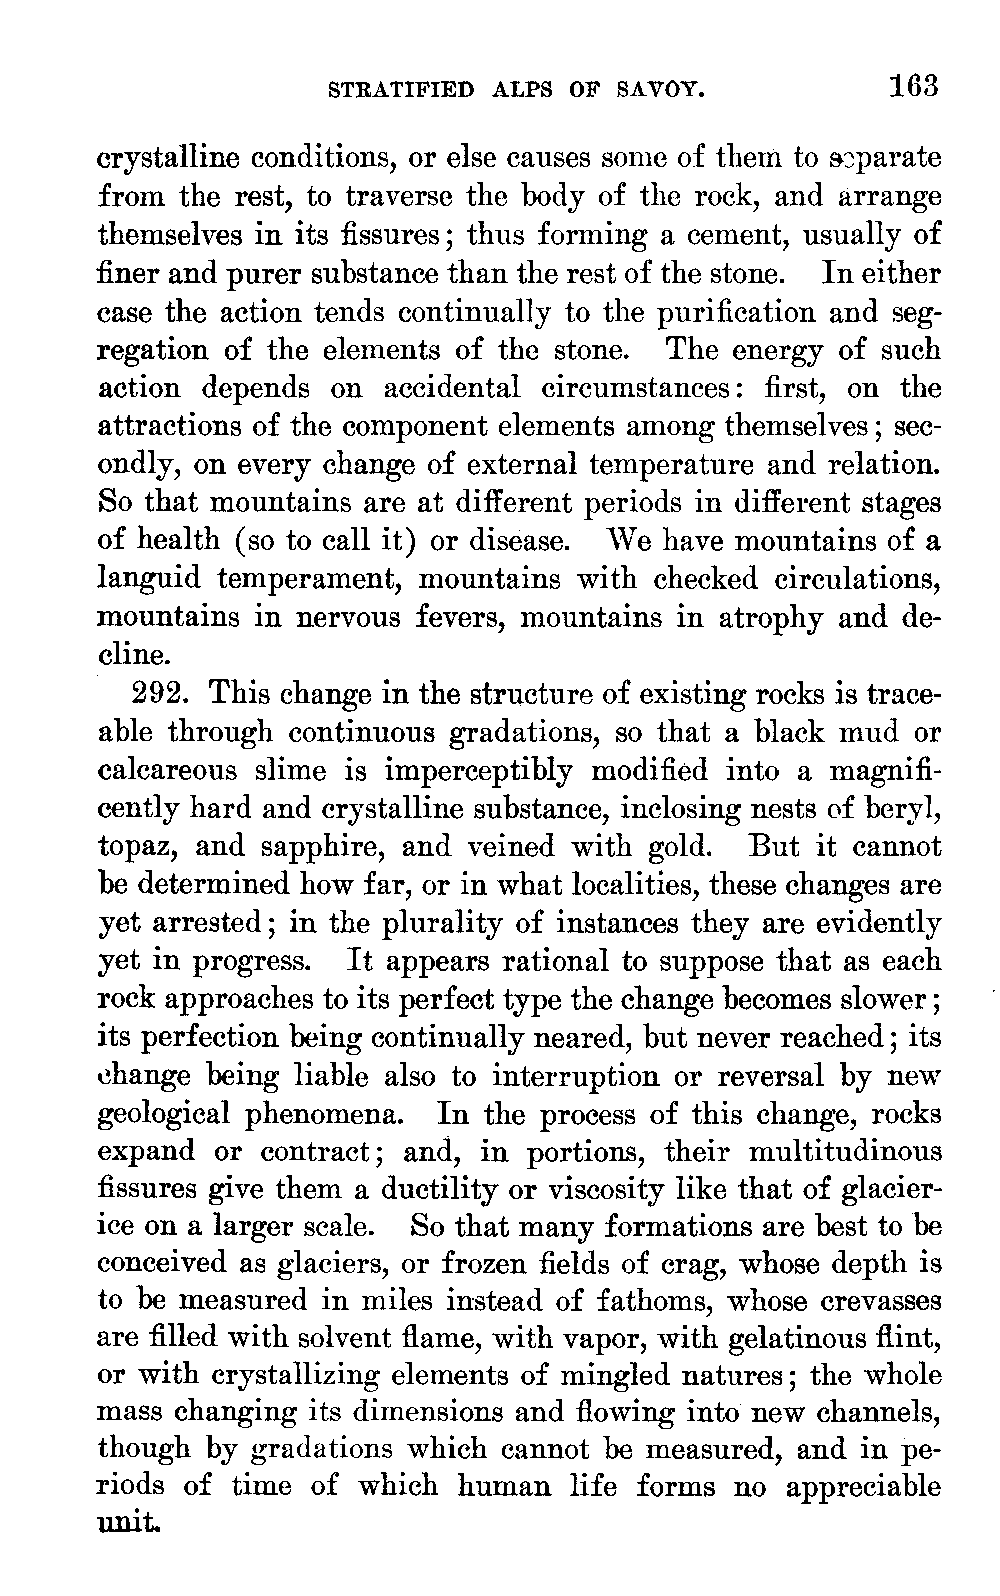 STRATIFIED ALPS OF SAVOY. 163
crystalline conditions, or else causes some of them to separate
from the rest, to traverse the body of the rock, and arrange
themselves in its fissures; thus forming a cement, usually of
finer and purer substance than the rest of the stone. In either
case the action tends continually to the purification and seg-
regation of the elements of the stone. The energy of such
action depends on accidental circumstances: first, on the
attractions of the component elements among themselves; sec-
ondly, on every change of external temperature and relation.
So that mountains are at different periods in different stages
of health (so to call it) or disease. We have mountains of a
languid temperament, mountains with checked circulations,
mountains in nervous fevers, mountains in atrophy and de-
cline.
292. This change in the structure of existing rocks is trace-
able through continuous gradations, so that a black mud or
calcareous slime is imperceptibly modified into a magnifi-
cently hard and crystalline substance, inclosing nests of beryl,
topaz, and sapphire, and veined with gold. But it cannot
be determined how far, or in what localities, these changes are
yet arrested; in the plurality of instances they are evidently
yet in progress. It appears rational to suppose that as each
rock approaches to its perfect type the change becomes slower;
its perfection being continually neared, but never reached; its
change being liable also to interruption or reversal by new
geological phenomena. In the process of this change, rocks
expand or contract; and, in portions, their multitudinous
fissures give them a ductility or viscosity like that of glacier-
ice on a larger scale. So that many formations are best to be
conceived as glaciers, or frozen fields of crag, whose depth is
to be measured in miles instead of fathoms, whose crevasses
are filled with solvent flame, with vapor, with gelatinous flint,
or with crystallizing elements of mingled natures; the whole
mass changing its dimensions and flowing into new channels,
though by gradations which cannot be measured, and in pe-
riods of time of which human life forms no appreciable
unit.